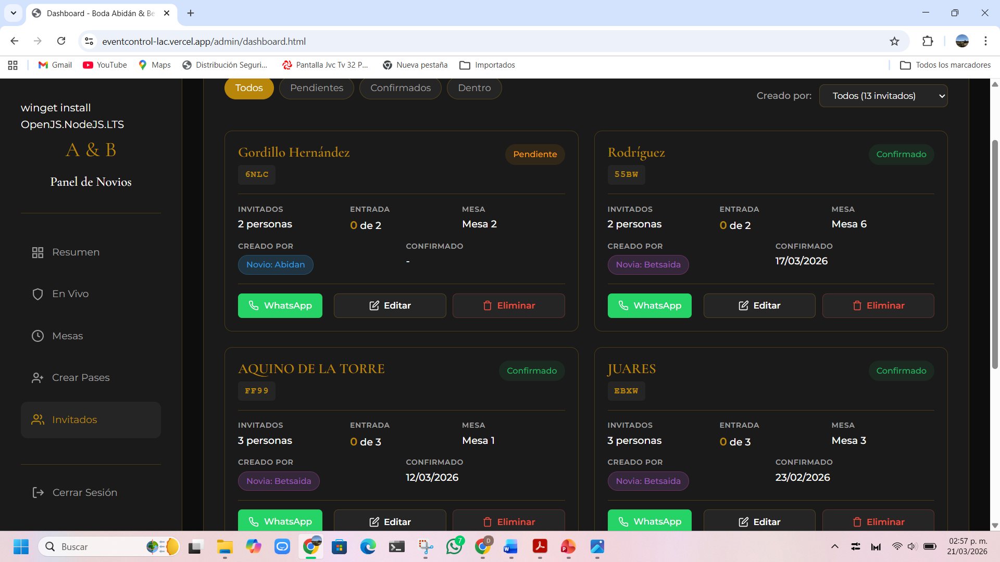 Dashboard - Boda Abidán & Be
eventcontrol-lac.vercel.app/admin/dashboard.html
Gmail
YouTube
Maps
Distribución Seguri...
Pantalla Jvc Tv 32 P...
Nueva pestaña
Importados
Todos los marcadores
winget install
OpenJS.NodeJS.LTS
A & B
Panel de Novios
Resumen
En Vivo
Mesas
Crear Pases
Invitados
Cerrar Sesión
Todos
Pendientes
Confirmados
Dentro
Creado por:
Todos (13 invitados)
Gordillo Hernández
Pendiente
6NLC
INVITADOS
ENTRADA
MESA
2 personas
0 de 2
Mesa 2
CREADO POR
CONFIRMADO
Novio: Abidan
-
WhatsApp
Editar
Eliminar
Rodríguez
Confirmado
55BW
INVITADOS
ENTRADA
MESA
2 personas
0 de 2
Mesa 6
CREADO POR
CONFIRMADO
Novia: Betsaida
17/03/2026
WhatsApp
Editar
Eliminar
AQUINO DE LA TORRE
Confirmado
FF99
INVITADOS
ENTRADA
MESA
3 personas
0 de 3
Mesa 1
CREADO POR
CONFIRMADO
Novia: Betsaida
12/03/2026
WhatsApp
Editar
Eliminar
JUARES
Confirmado
EBXW
INVITADOS
ENTRADA
MESA
3 personas
0 de 3
Mesa 3
CREADO POR
CONFIRMADO
Novia: Betsaida
23/02/2026
WhatsApp
Editar
Eliminar
Buscar
7
D
02:57 p. m.
21/03/2026